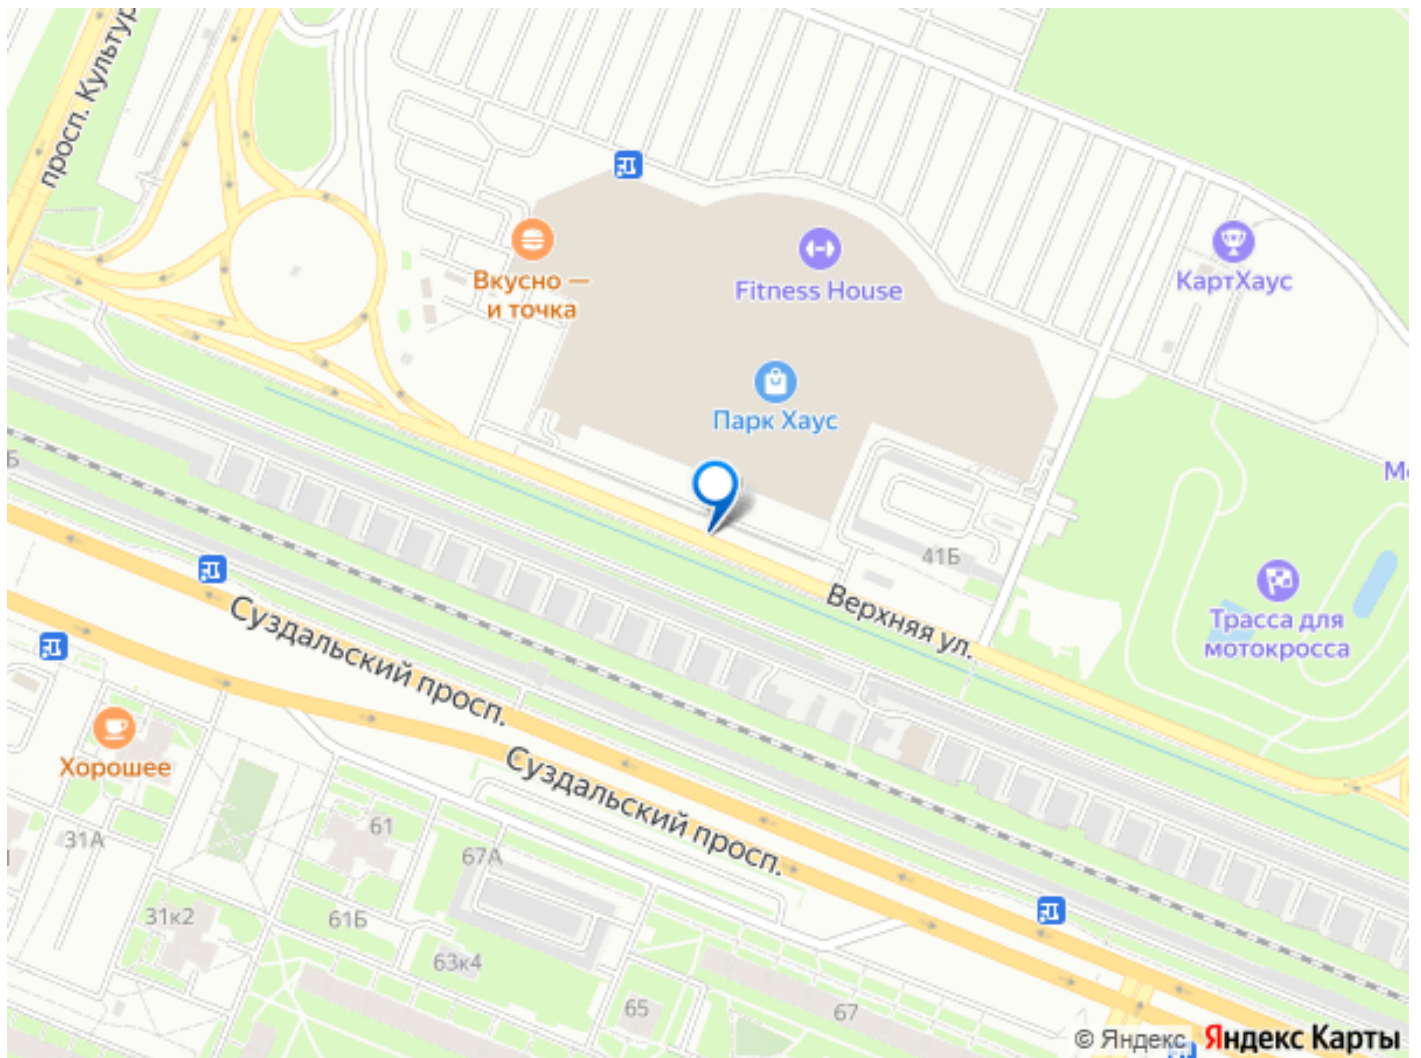 просп. Культур
Вкусно —
и точка
Fitness House
КартХаус
Парк Хаус
Б
41Б
Верхняя ул.
Трасса для
мотокросса
Суздальский просп.
Хорошее
Суздальский просп.
31А
61
67А
31к2
61Б
63к4
65
67
© Яндекс Яндекс Карты